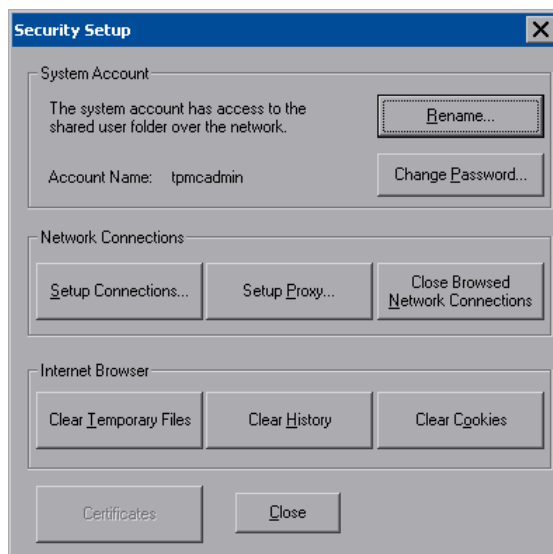 Security Setup
System Account
The system account has access to the
shared user folder over the network.
Rename...
Account Name: tpmcadmin
Change Password...
Network Connections
Setup Connections...
Setup Proxy...
Close Browsed
Network Connections
Internet Browser
Clear Temporary Files
Clear History
Clear Cookies
Certificates
Close